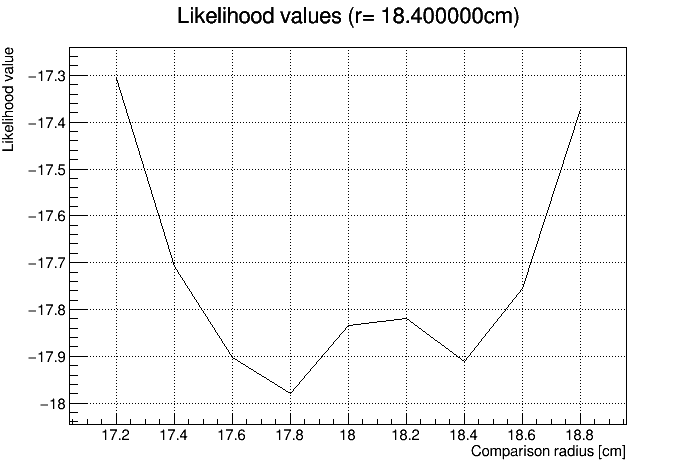 Likelihood values (r= 18.400000cm)
Likelihood value
−17.3
−17.4
−17.5
−17.6
−17.7
−17.8
−17.9
−18
17.2 17.4 17.6 17.8 18 18.2 18.4 18.6 18.8
Comparison radius [cm]